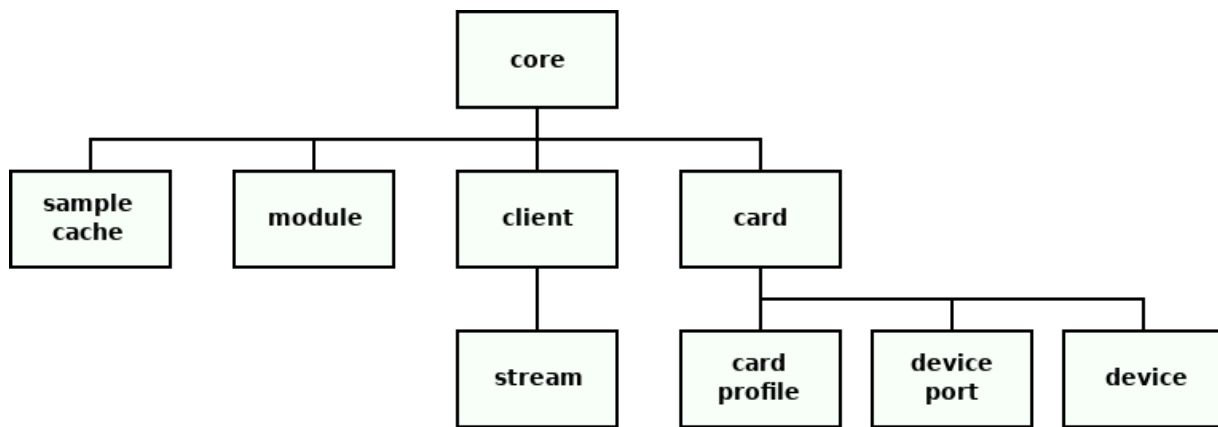 core
sample
cache
module
client
card
stream
card
profile
device
port
device